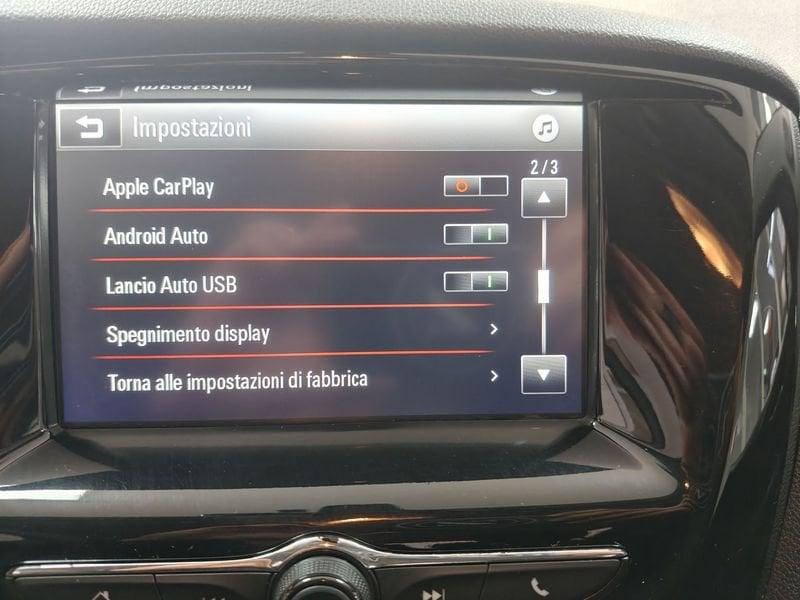 Impostazioni
2/3
Apple CarPlay
Android Auto
Lancio Auto USB
Spegnimento display
Torna alle impostazioni di fabbrica